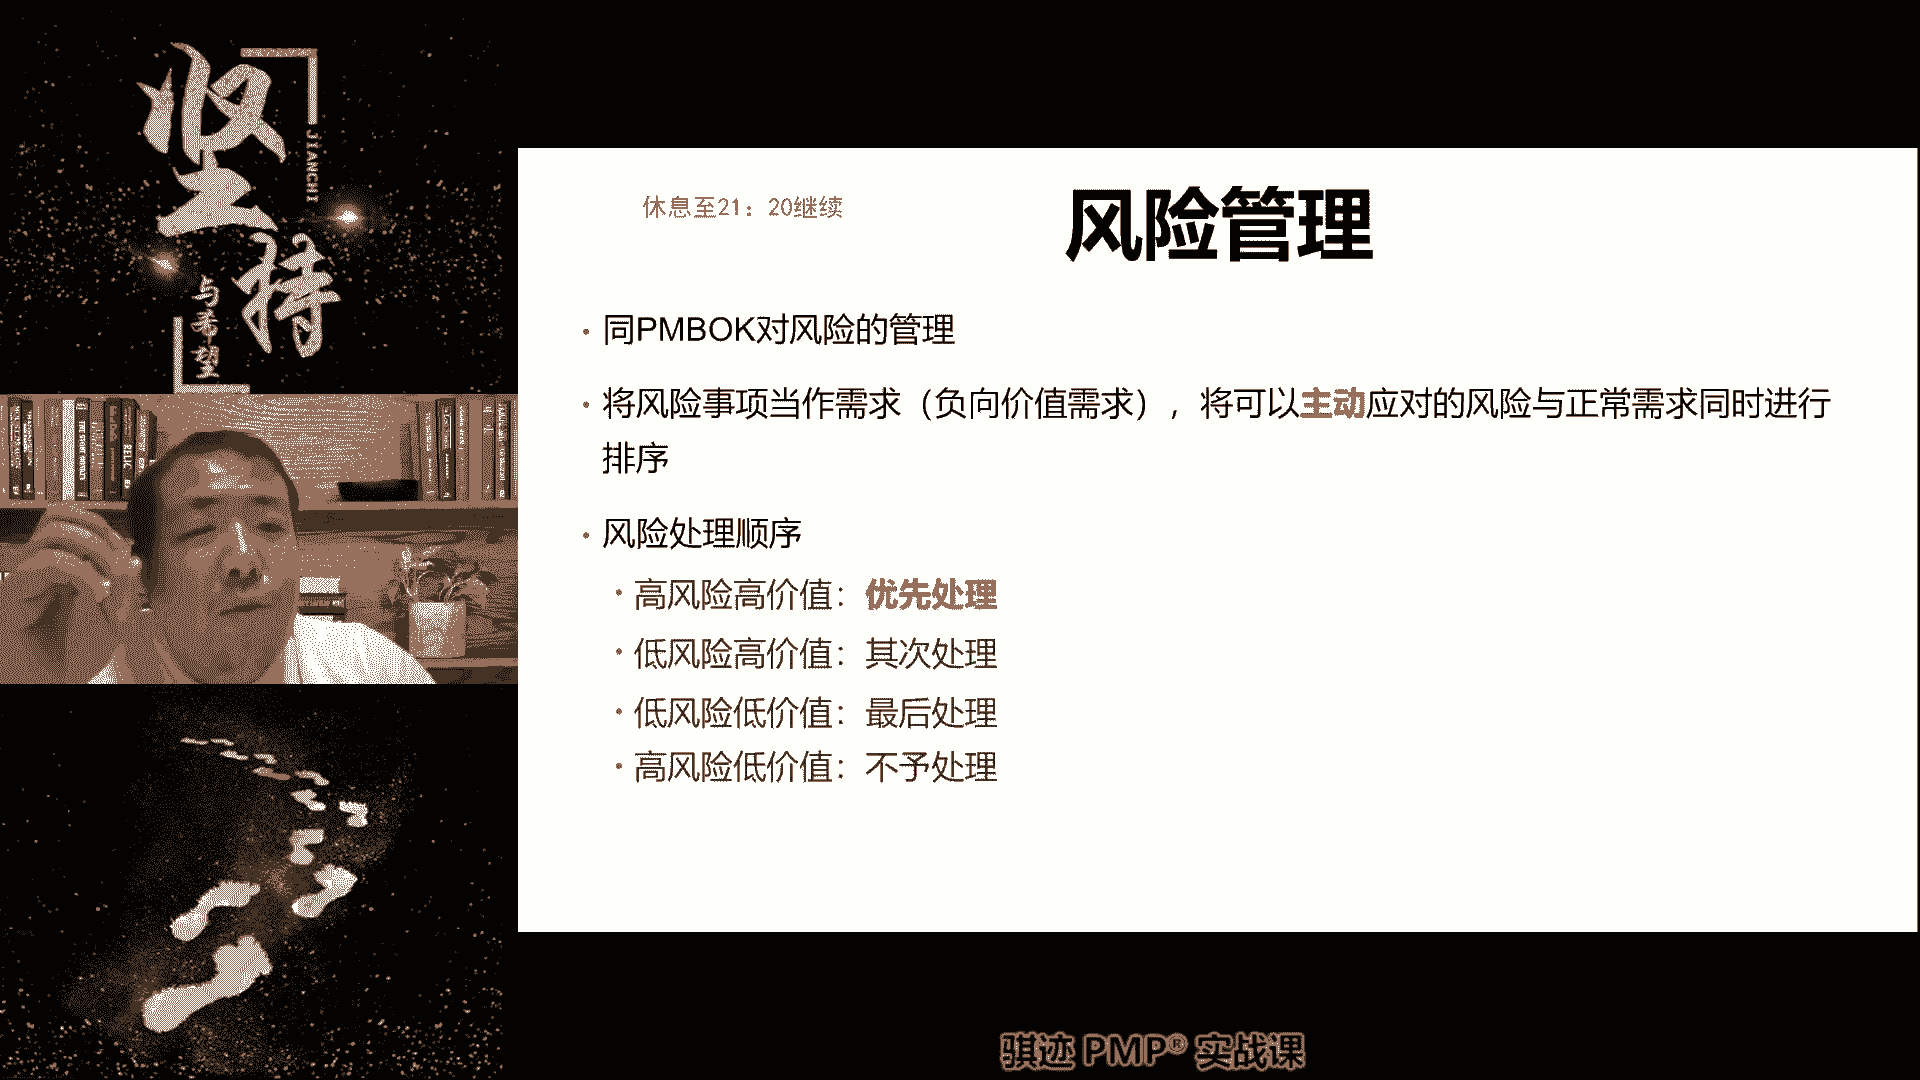 坚持
JIANCHI
与希望
休息至21：20继续
风险管理
·同PMBOK对风险的管理
·将风险事项当作需求（负向价值需求），将可以主动应对的风险与正常需求同时进行
排序
·风险处理顺序
·高风险高价值：优先处理
·低风险高价值：其次处理
·低风险低价值：最后处理
·高风险低价值：不予处理
骐迹 PMP® 实战课